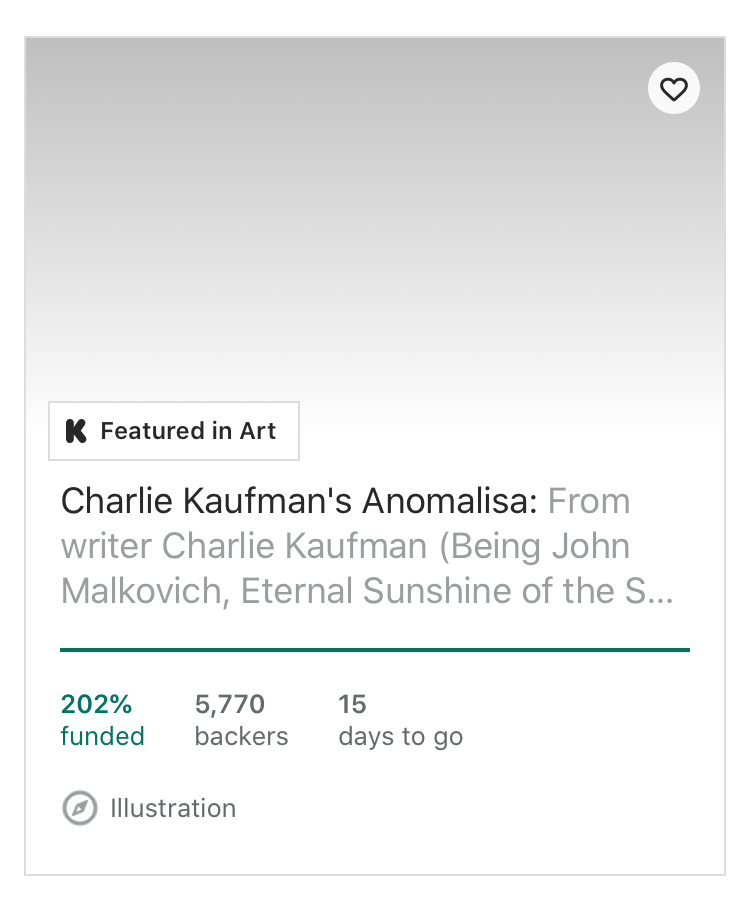 Featured in Art
Charlie Kaufman's Anomalisa: From
writer Charlie Kaufman (Being John
Malkovich, Eternal Sunshine of the S...
202% 5,770 15
funded backers days to go
Illustration